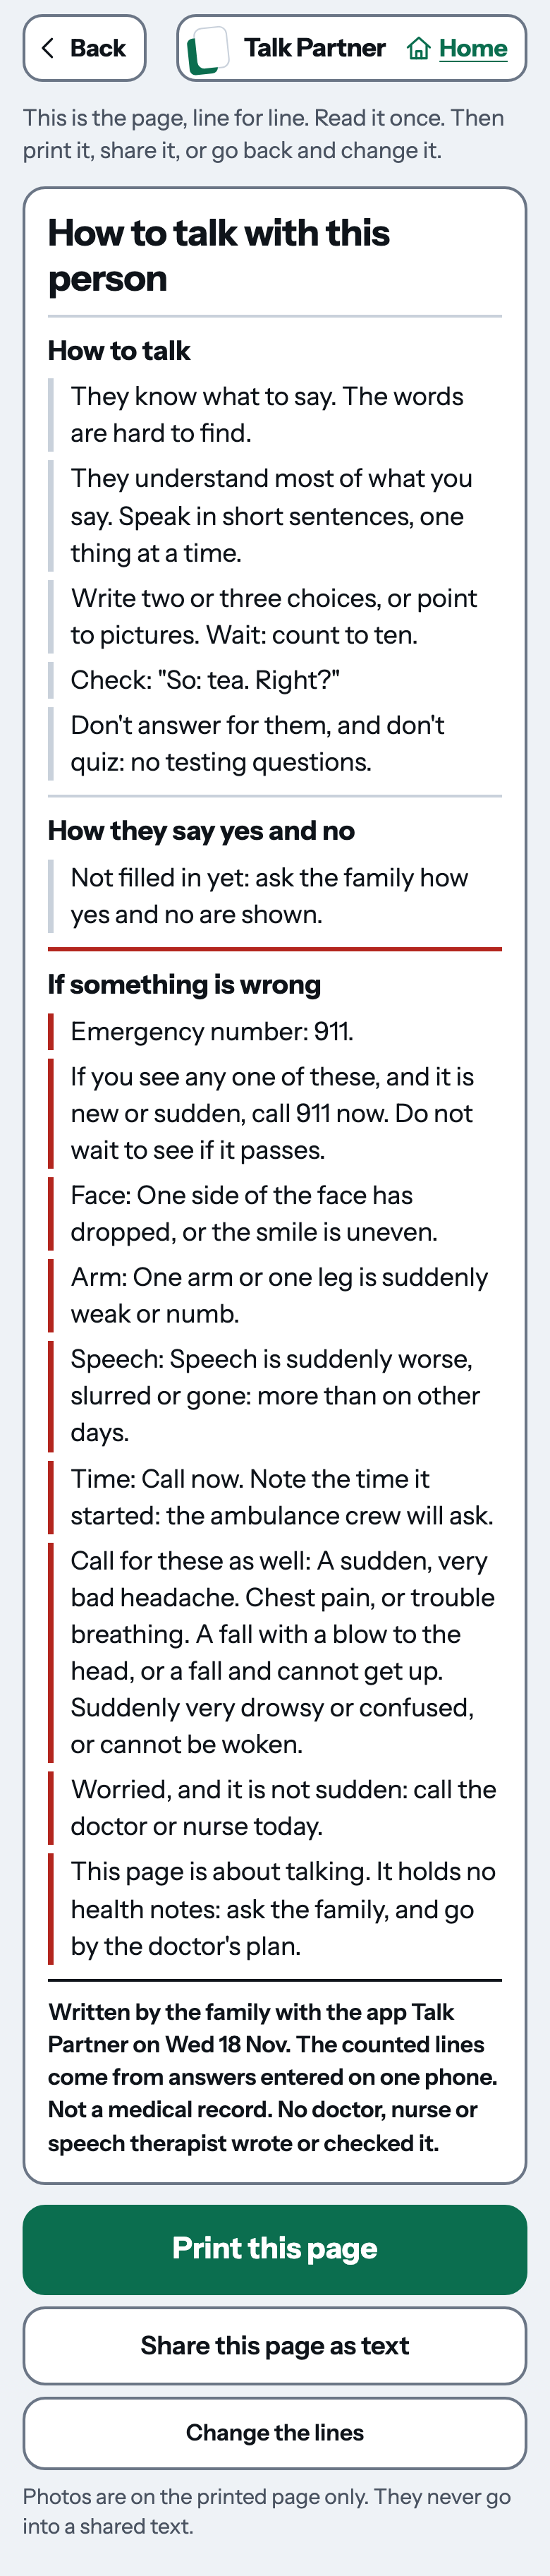 Back
Talk Partner
Home
This is the page, line for line. Read it once. Then
print it, share it, or go back and change it.
How to talk with this
person
How to talk
They know what to say. The words
are hard to find.
They understand most of what you
say. Speak in short sentences, one
thing at a time.
Write two or three choices, or point
to pictures. Wait: count to ten.
Check: "So: tea. Right?"
Don't answer for them, and don't
quiz: no testing questions.
How they say yes and no
Not filled in yet: ask the family how
yes and no are shown.
If something is wrong
Emergency number: 911.
If you see any one of these, and it is
new or sudden, call 911 now. Do not
wait to see if it passes.
Face: One side of the face has
dropped, or the smile is uneven.
Arm: One arm or one leg is suddenly
weak or numb.
Speech: Speech is suddenly worse,
slurred or gone: more than on other
days.
Time: Call now. Note the time it
started: the ambulance crew will ask.
Call for these as well: A sudden, very
bad headache. Chest pain, or trouble
breathing. A fall with a blow to the
head, or a fall and cannot get up.
Suddenly very drowsy or confused,
or cannot be woken.
Worried, and it is not sudden: call the
doctor or nurse today.
This page is about talking. It holds no
health notes: ask the family, and go
by the doctor's plan.
Written by the family with the app Talk
Partner on Wed 18 Nov. The counted lines
come from answers entered on one phone.
Not a medical record. No doctor, nurse or
speech therapist wrote or checked it.
Print this page
Share this page as text
Change the lines
Photos are on the printed page only. They never go
into a shared text.